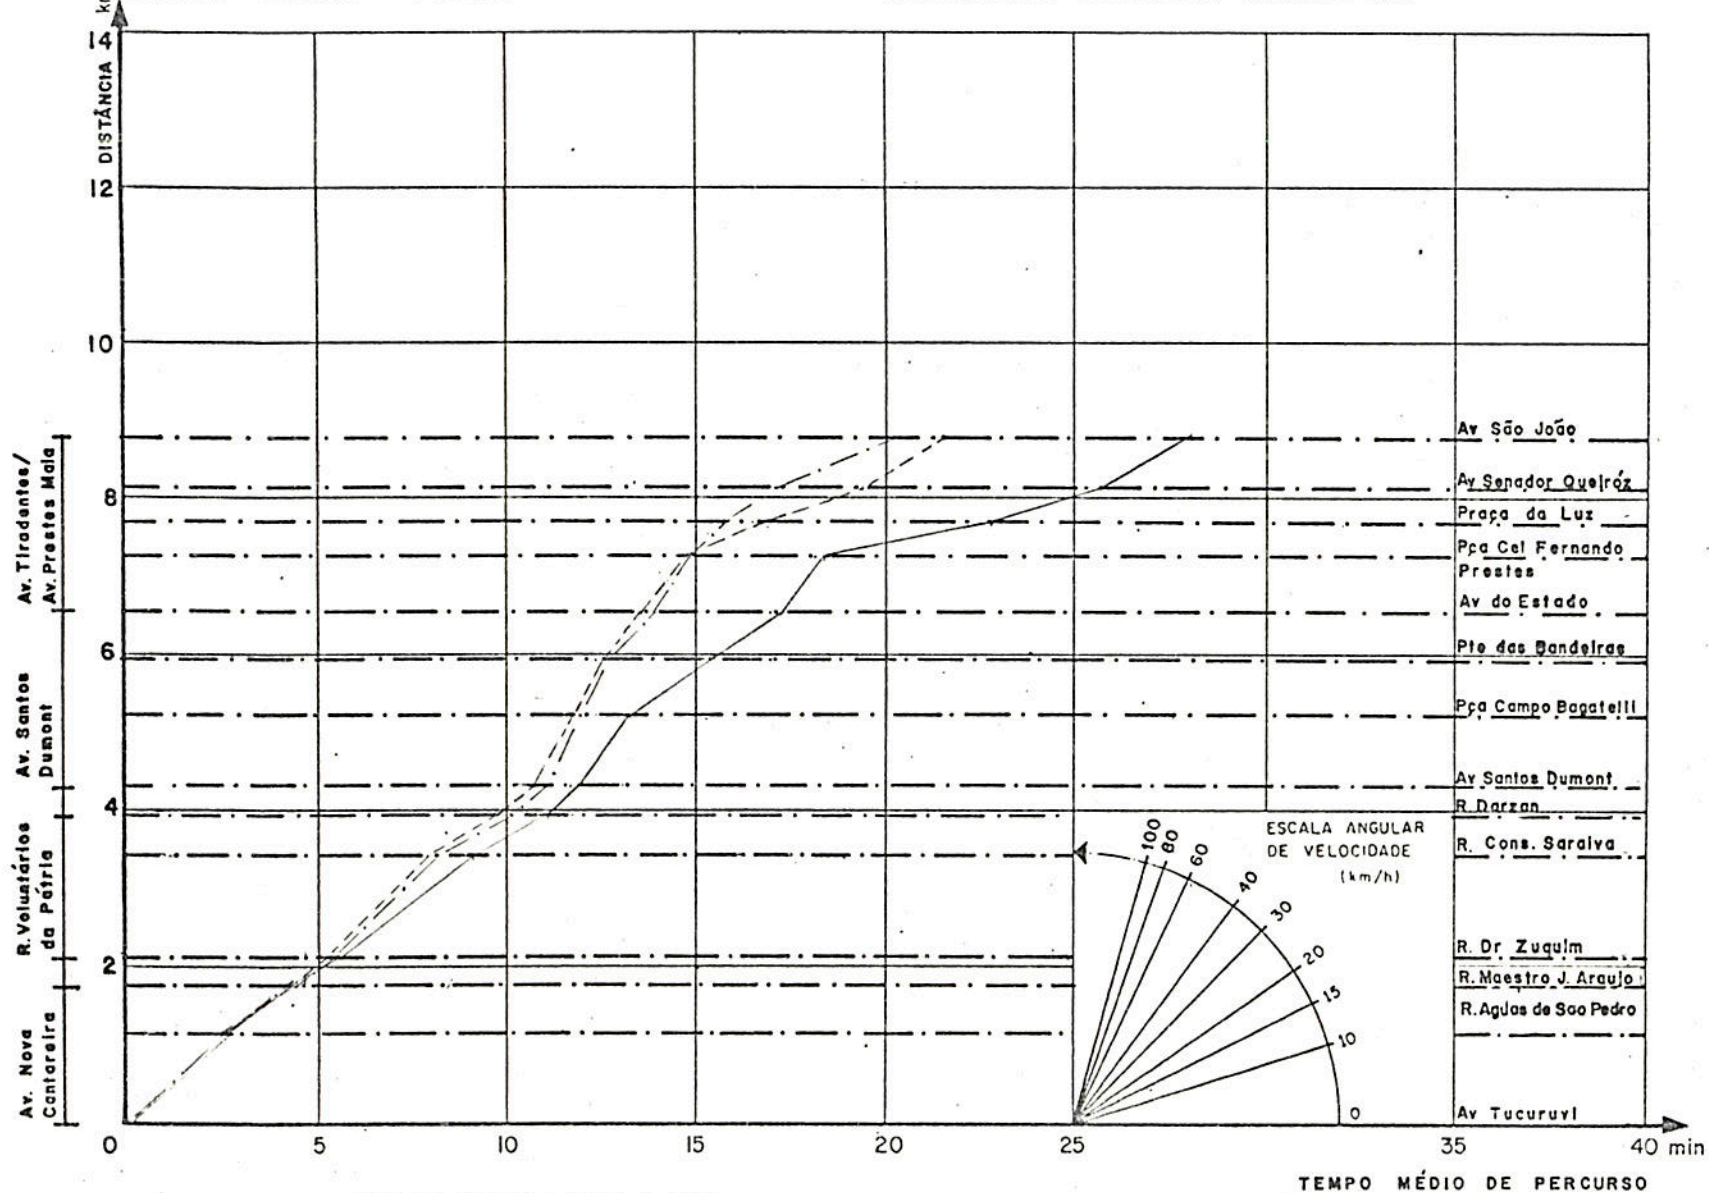 km
DISTÂNCIA
14
12
10
8
6
4
2
0
5
10
15
20
25
35
40 min
TEMPO MÉDIO DE PERCURSO
Av. Tiradentes/
Av. Prestes Maia
Av. Santos
Dumont
R. Voluntários
da Pátria
Av. Nova
Cantareira
Av São João
Av Senador Queiróz
Praça da Luz
Pça Cel Fernando
Prestes
Av do Estado
Pte das Bandeiras
Pça Campo Bagatelli
Av Santos Dumont
R. Darzan
R. Cons. Saraiva
R. Dr Zuquim
R. Maestro J. Araujo
R. Aguas de Sao Pedro
Av Tucuruvi
ESCALA ANGULAR
DE VELOCIDADE
(km/h)
100
80
60
40
30
20
15
10
0